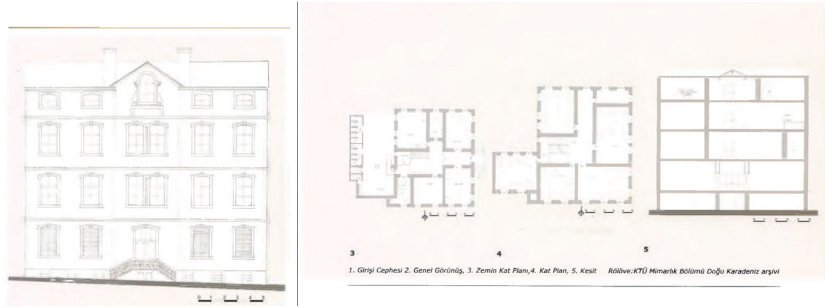 3
4
5
1. Girişi Cephesi 2. Genel Görünüş, 3. Zemin Kat Planı,4. Kat Plan, 5. Kesit Rölöve:KTÜ Mimarlık Bölümü Doğu Karadeniz arşivi